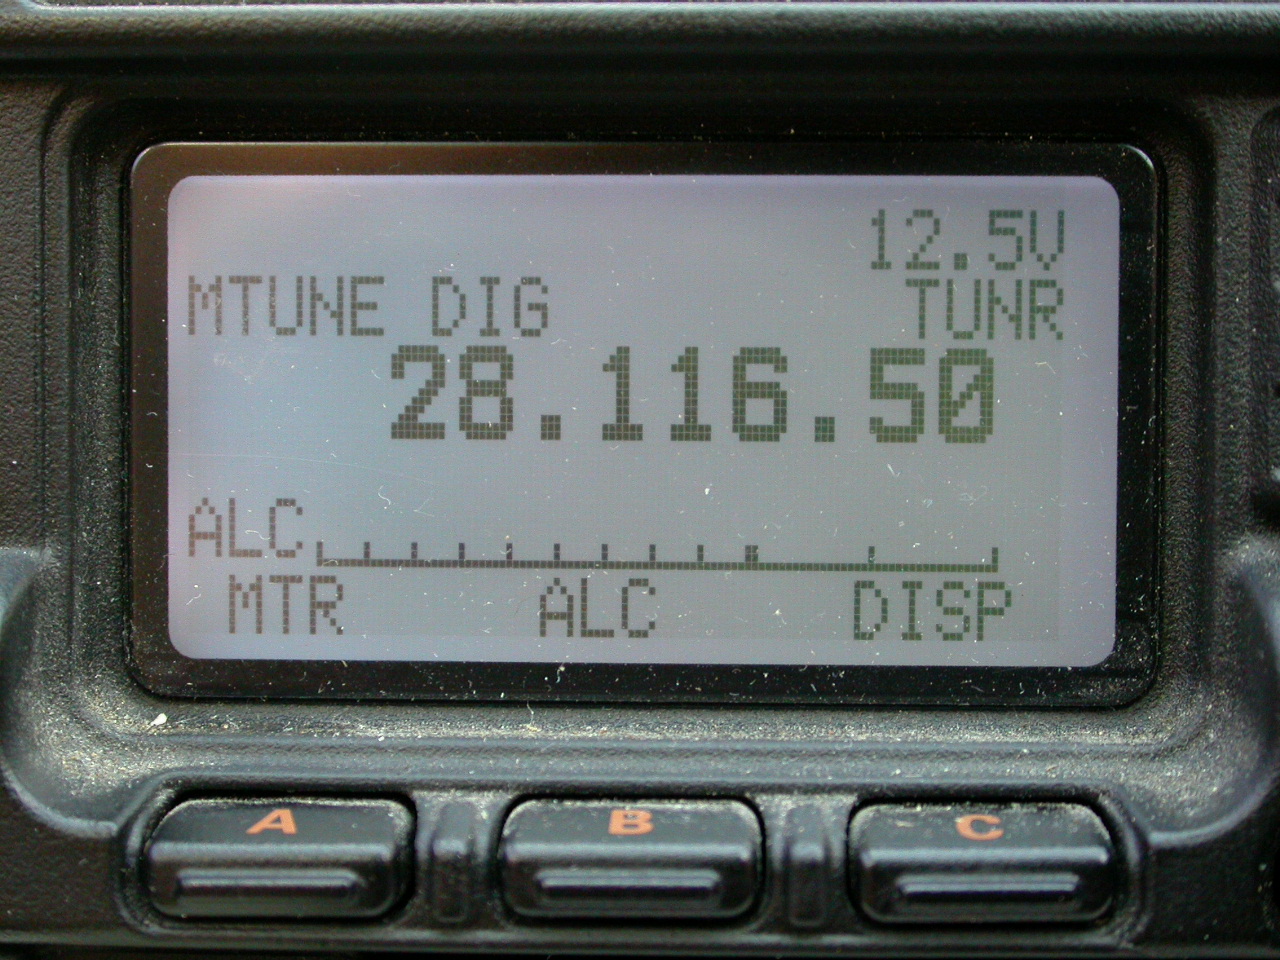 12.5V
MTUNE DIG TUNR
28.116.50
ALC
MTR ALC DISP
A B C